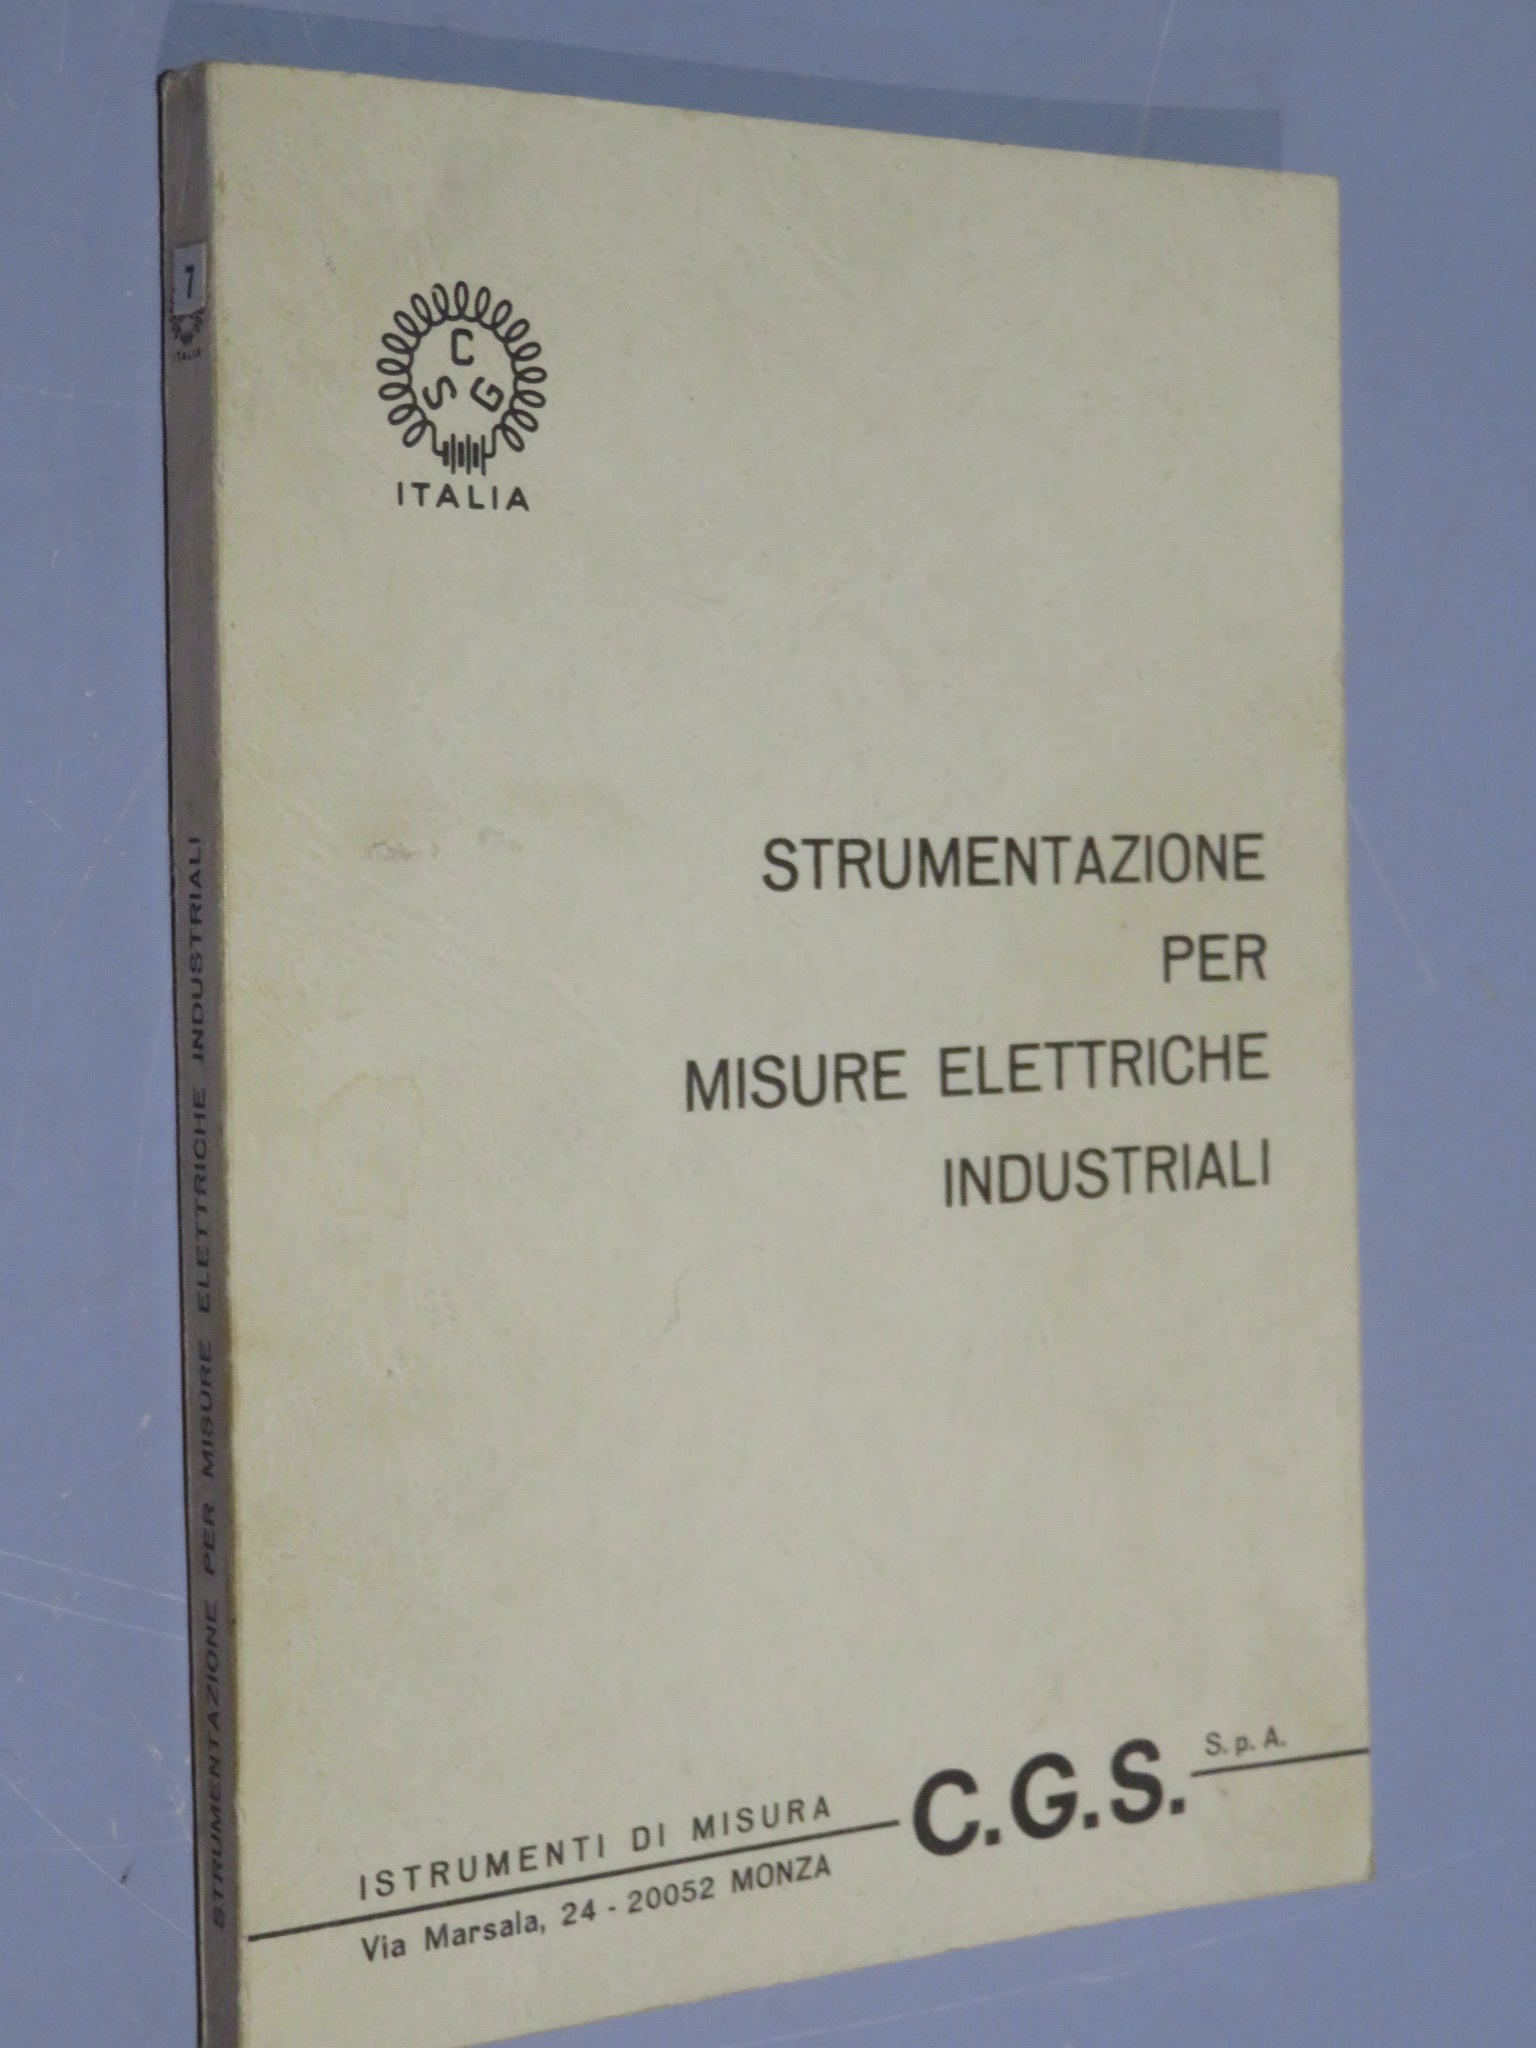 C
S G
ITALIA
STRUMENTAZIONE
PER
MISURE ELETTRICHE
INDUSTRIALI
ISTRUMENTI DI MISURA C.G.S. S.p.A.
Via Marsala, 24 - 20052 MONZA
7
ITALIA
STRUMENTAZIONE PER MISURE ELETTRICHE INDUSTRIALI